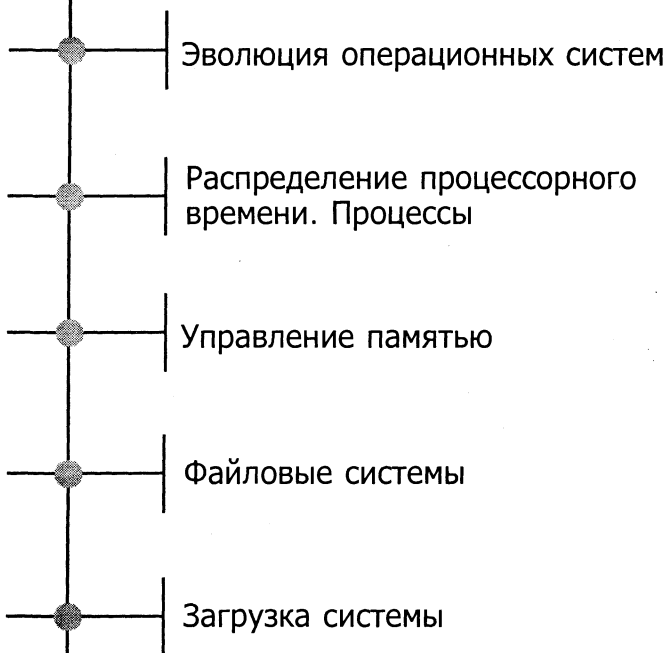 Эволюция операционных систем
Распределение процессорного
времени. Процессы
Управление памятью
Файловые системы
Загрузка системы